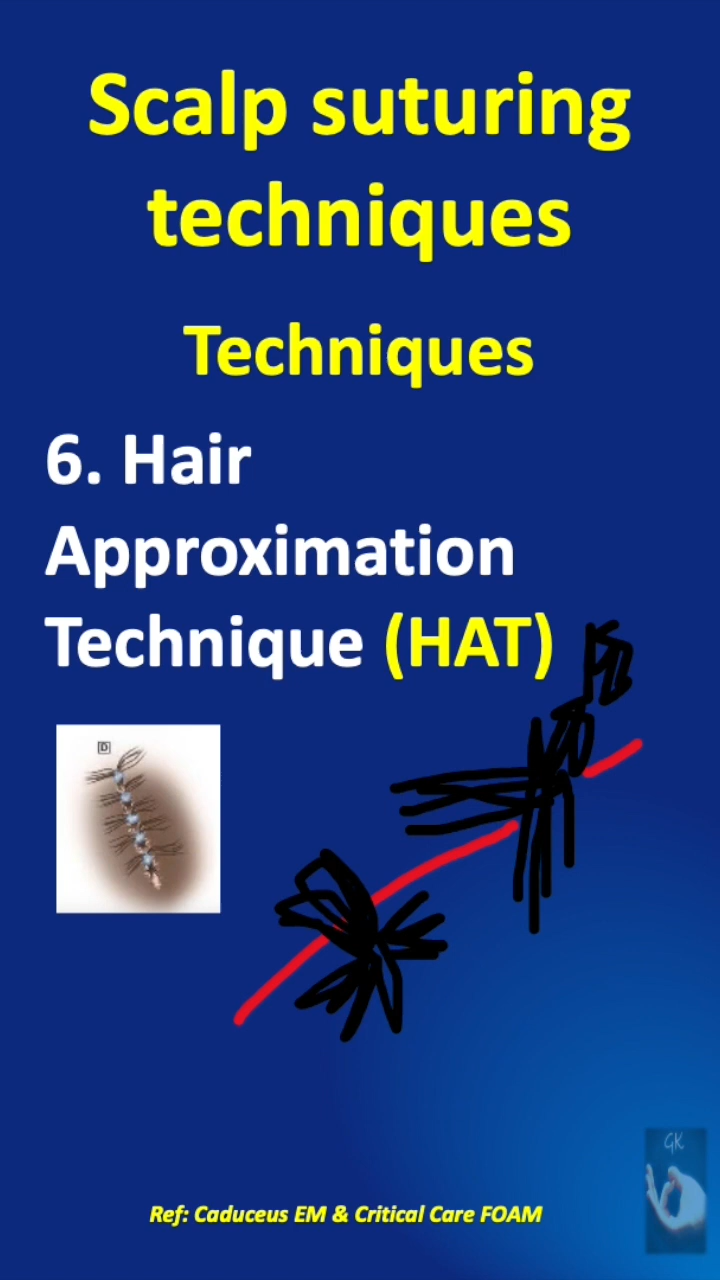 Scalp suturing
techniques
Techniques
6. Hair
Approximation
Technique (HAT)
D
GK
Ref: Caduceus EM & Critical Care FOAM